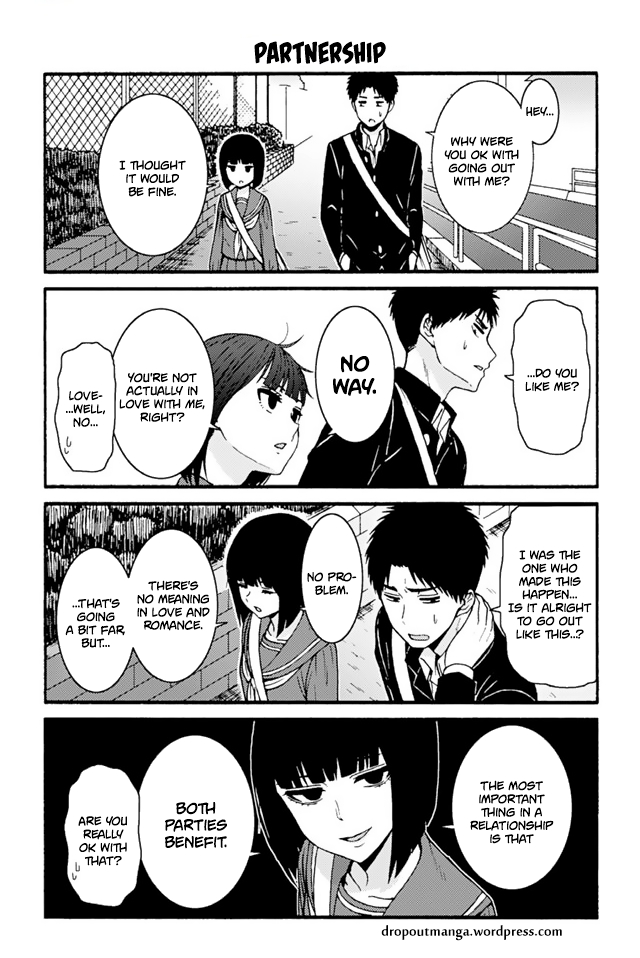 PARTNERSHIP
HEY...
WHY WERE
YOU OK WITH
GOING OUT
WITH ME?
I THOUGHT
IT WOULD
BE FINE.
...DO YOU
LIKE ME?
NO
WAY.
YOU'RE NOT
ACTUALLY IN
LOVE WITH ME,
RIGHT?
LOVE-
...WELL,
NO...
I WAS THE
ONE WHO
MADE THIS
HAPPEN...
IS IT ALRIGHT
TO GO OUT
LIKE THIS..?
NO PRO-
BLEM.
THERE'S
NO MEANING
IN LOVE AND
ROMANCE.
...THAT'S
GOING
A BIT FAR
BUT...
THE MOST
IMPORTANT
THING IN A
RELATIONSHIP
IS THAT
BOTH
PARTIES
BENEFIT.
ARE YOU
REALLY
OK WITH
THAT?
dropoutmanga.wordpress.com